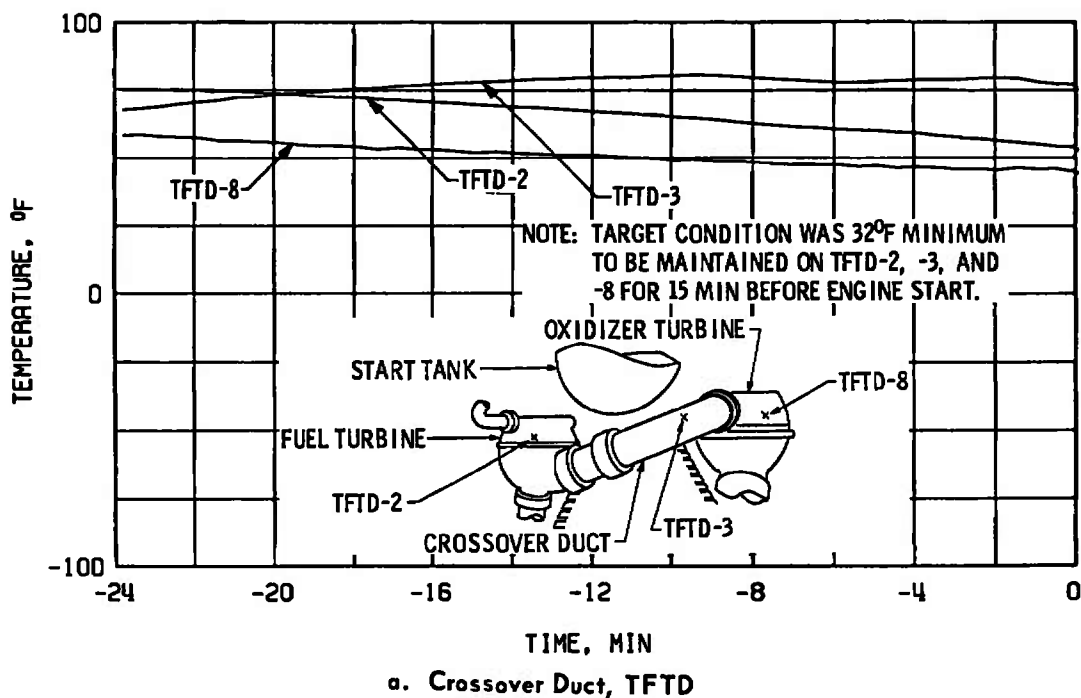 100
0
-100
TEMPERATURE, ºF
TFTD-8
TFTD-2
TFTD-3
NOTE: TARGET CONDITION WAS 32ºF MINIMUM
TO BE MAINTAINED ON TFTD-2, -3, AND
-8 FOR 15 MIN BEFORE ENGINE START.
OXIDIZER TURBINE
START TANK
TFTD-8
FUEL TURBINE
TFTD-2
TFTD-3
CROSSOVER DUCT
-24
-20
-16
-12
-8
-4
0
TIME, MIN
a. Crossover Duct, TFTD